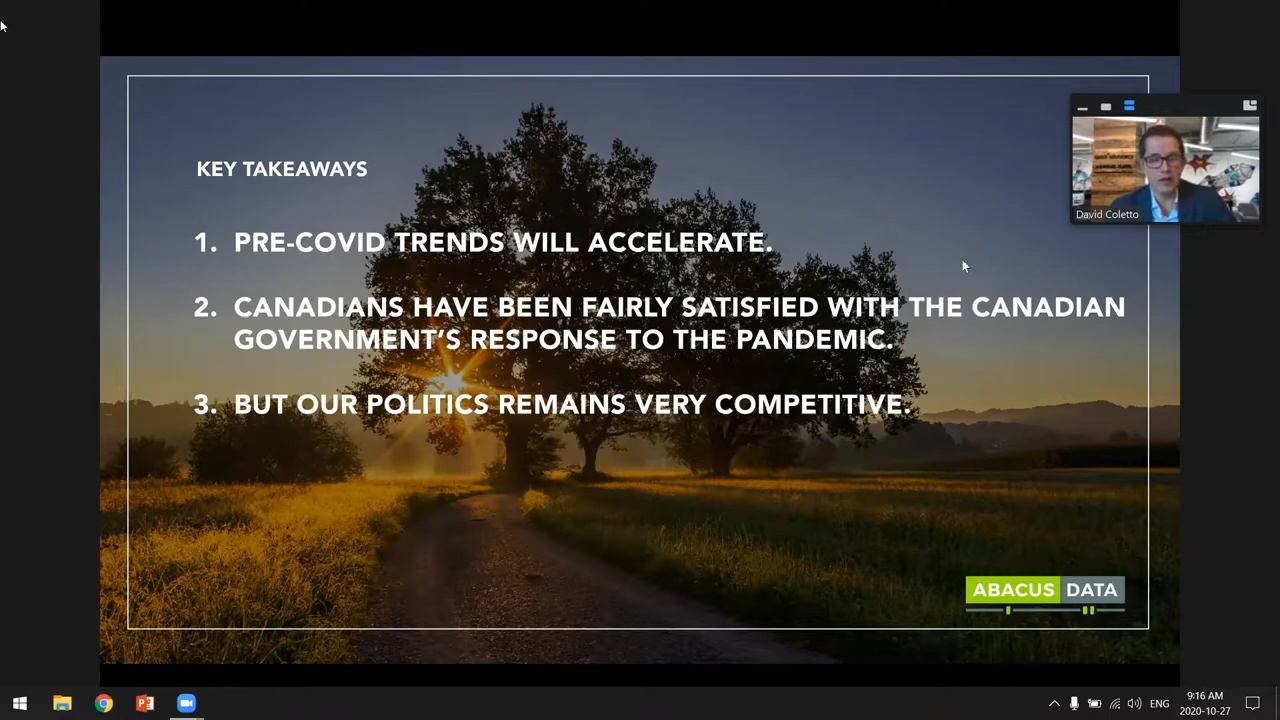 KEY TAKEAWAYS
1. PRE-COVID TRENDS WILL ACCELERATE.
2. CANADIANS HAVE BEEN FAIRLY SATISFIED WITH THE CANADIAN
GOVERNMENT'S RESPONSE TO THE PANDEMIC.
3. BUT OUR POLITICS REMAINS VERY COMPETITIVE.
David Coletto
ABACUS DATA
ENG
9:16 AM
2020-10-27